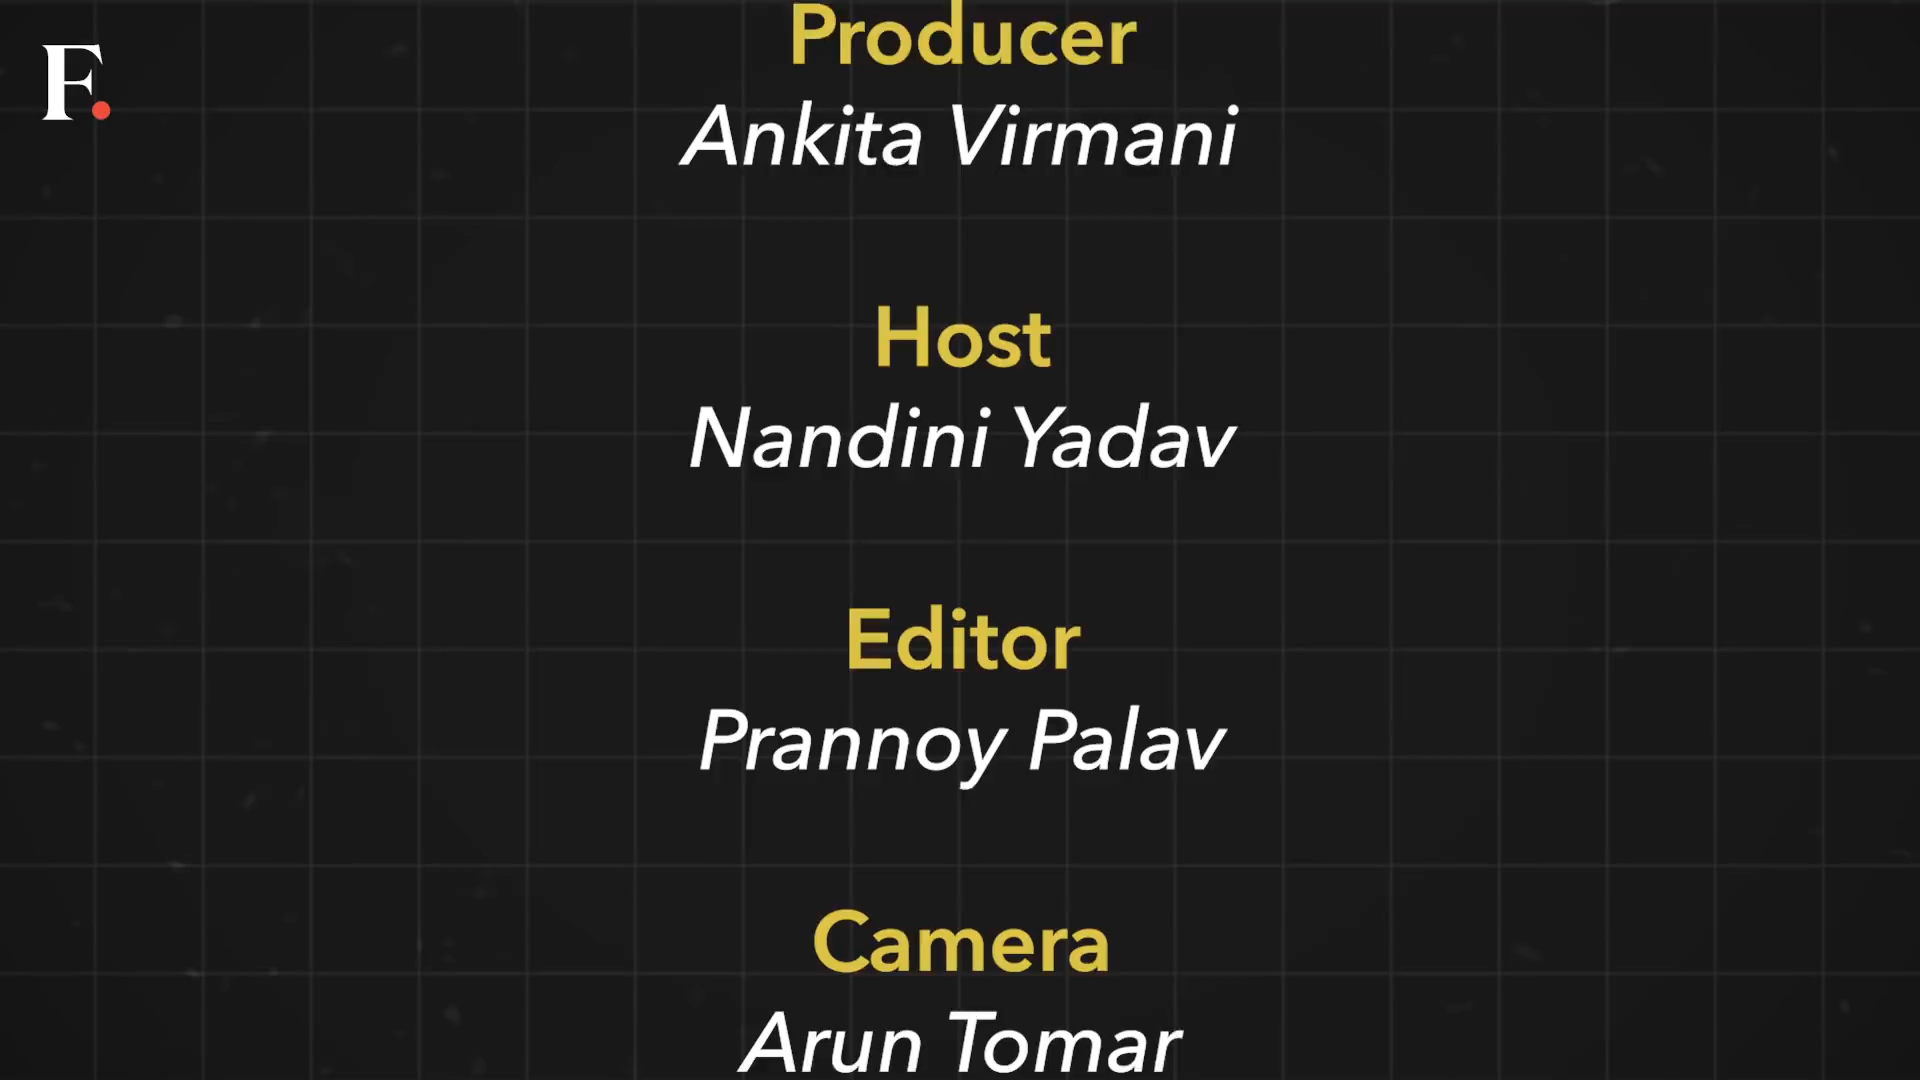 F.
Producer
Ankita Virmani
Host
Nandini Yadav
Editor
Prannoy Palav
Camera
Arun Tomar